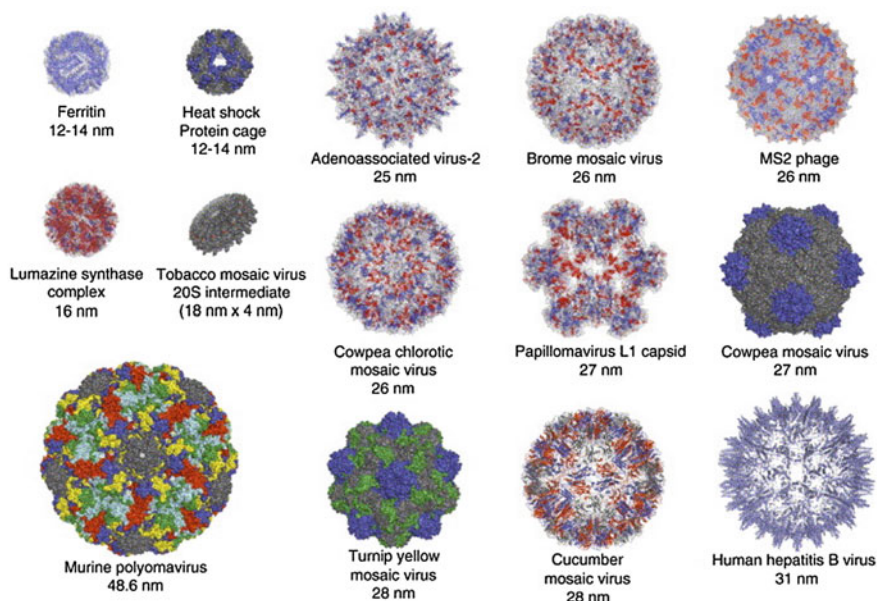 Ferritin
12-14 nm
Heat shock
Protein cage
12-14 nm
Adenoassociated virus-2
25 nm
Brome mosaic virus
26 nm
MS2 phage
26 nm
Lumazine synthase
complex
16 nm
Tobacco mosaic virus
20S intermediate
(18 nm x 4 nm)
Cowpea chlorotic
mosaic virus
26 nm
Papillomavirus L1 capsid
27 nm
Cowpea mosaic virus
27 nm
Murine polyomavirus
48.6 nm
Turnip yellow
mosaic virus
28 nm
Cucumber
mosaic virus
28 nm
Human hepatitis B virus
31 nm